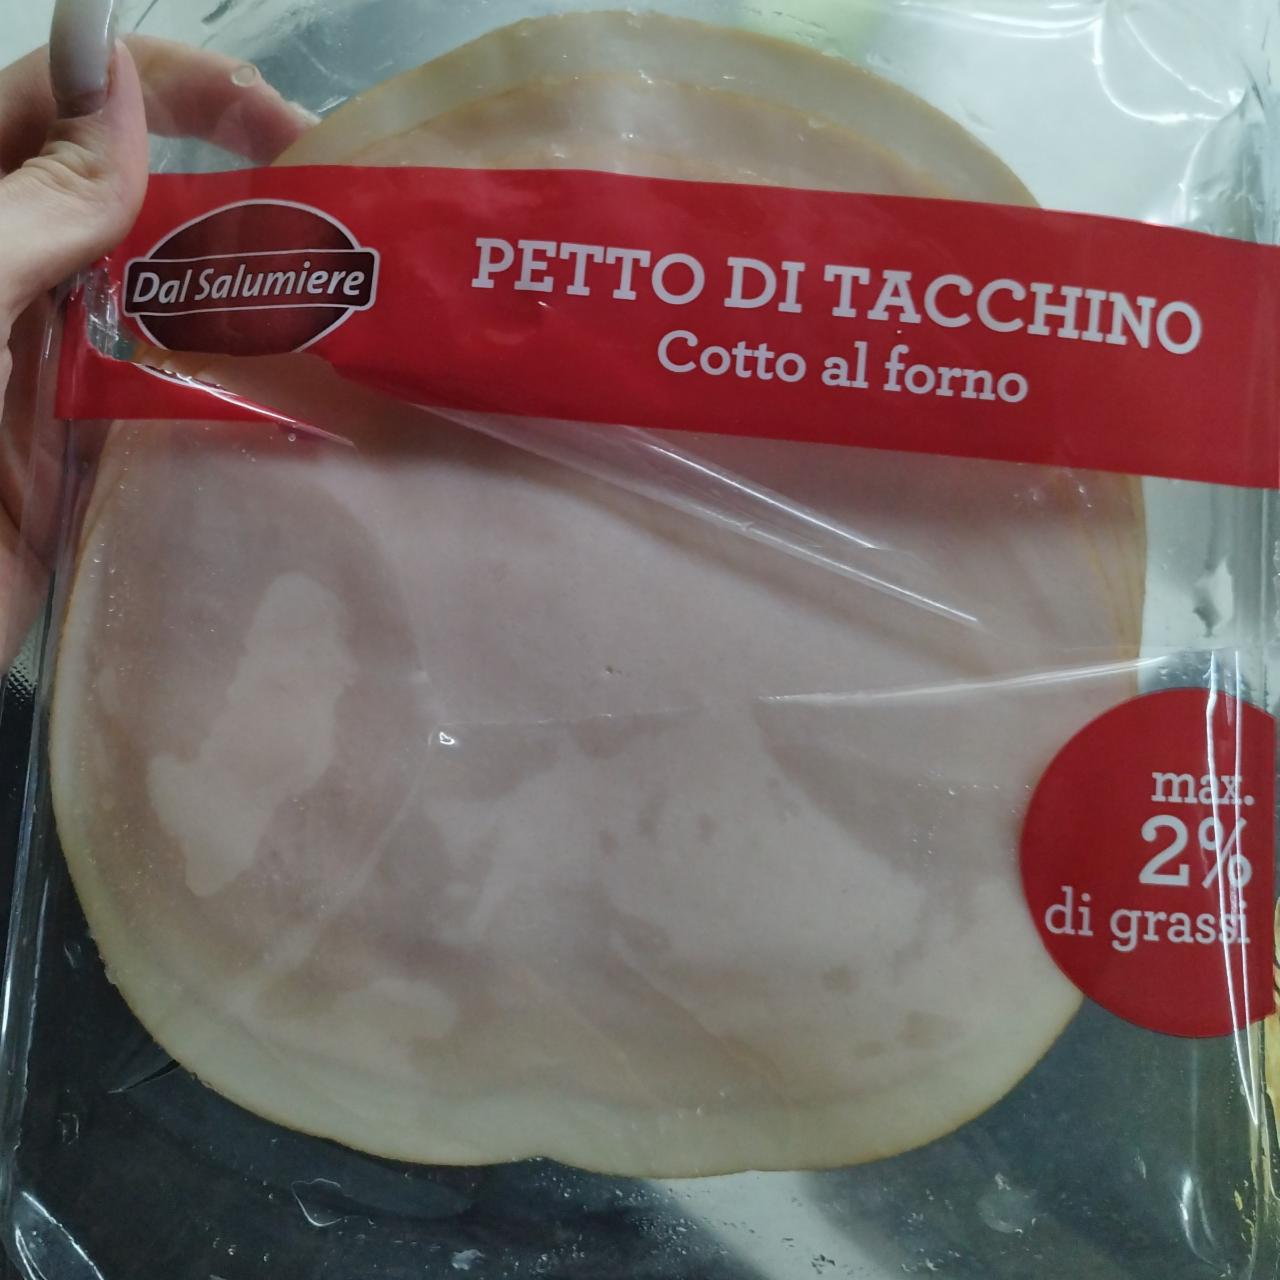 Dal Salumiere
PETTO DI TACCHINO
Cotto al forno
max.
2%
di grassi